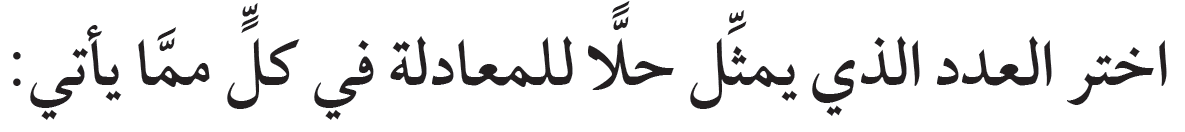 اختر العدد الذي يمثِّل حلًّا للمعادلة في كلٍّ ممَّا يأتي: